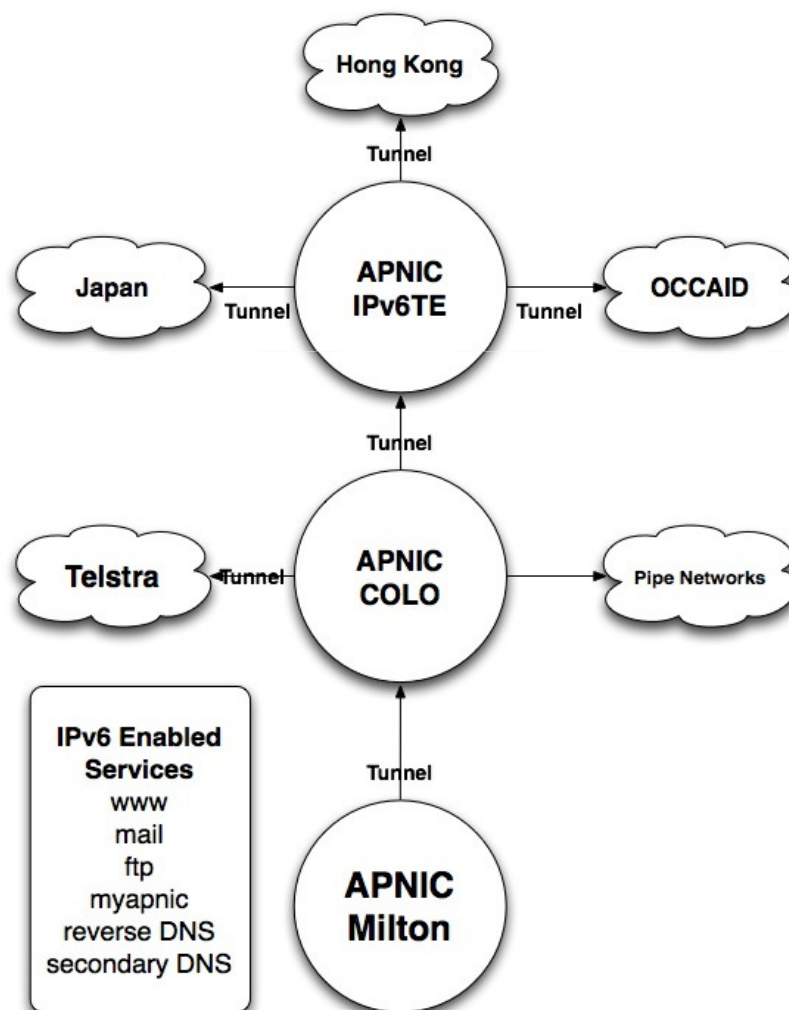 Hong Kong
Tunnel
APNIC
IPv6TE
Japan
Tunnel
OCCAID
Tunnel
Tunnel
APNIC
COLO
Telstra
Tunnel
Pipe Networks
Tunnel
APNIC
Milton
IPv6 Enabled
Services
www
mail
ftp
myapnic
reverse DNS
secondary DNS